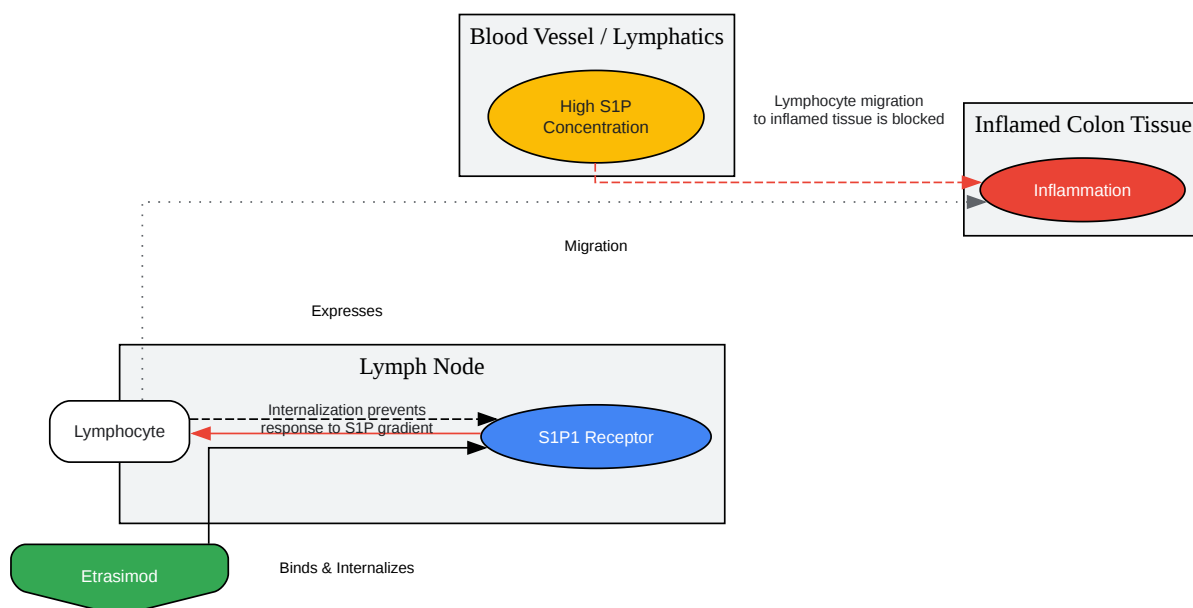 Blood Vessel / Lymphatics
High S1P
Concentration
Lymphocyte migration
to inflamed tissue is blocked
Inflamed Colon Tissue
Inflammation
Migration
Expresses
Lymph Node
Lymphocyte
Internalization prevents
response to S1P gradient
S1P1 Receptor
Etrasimod
Binds & Internalizes